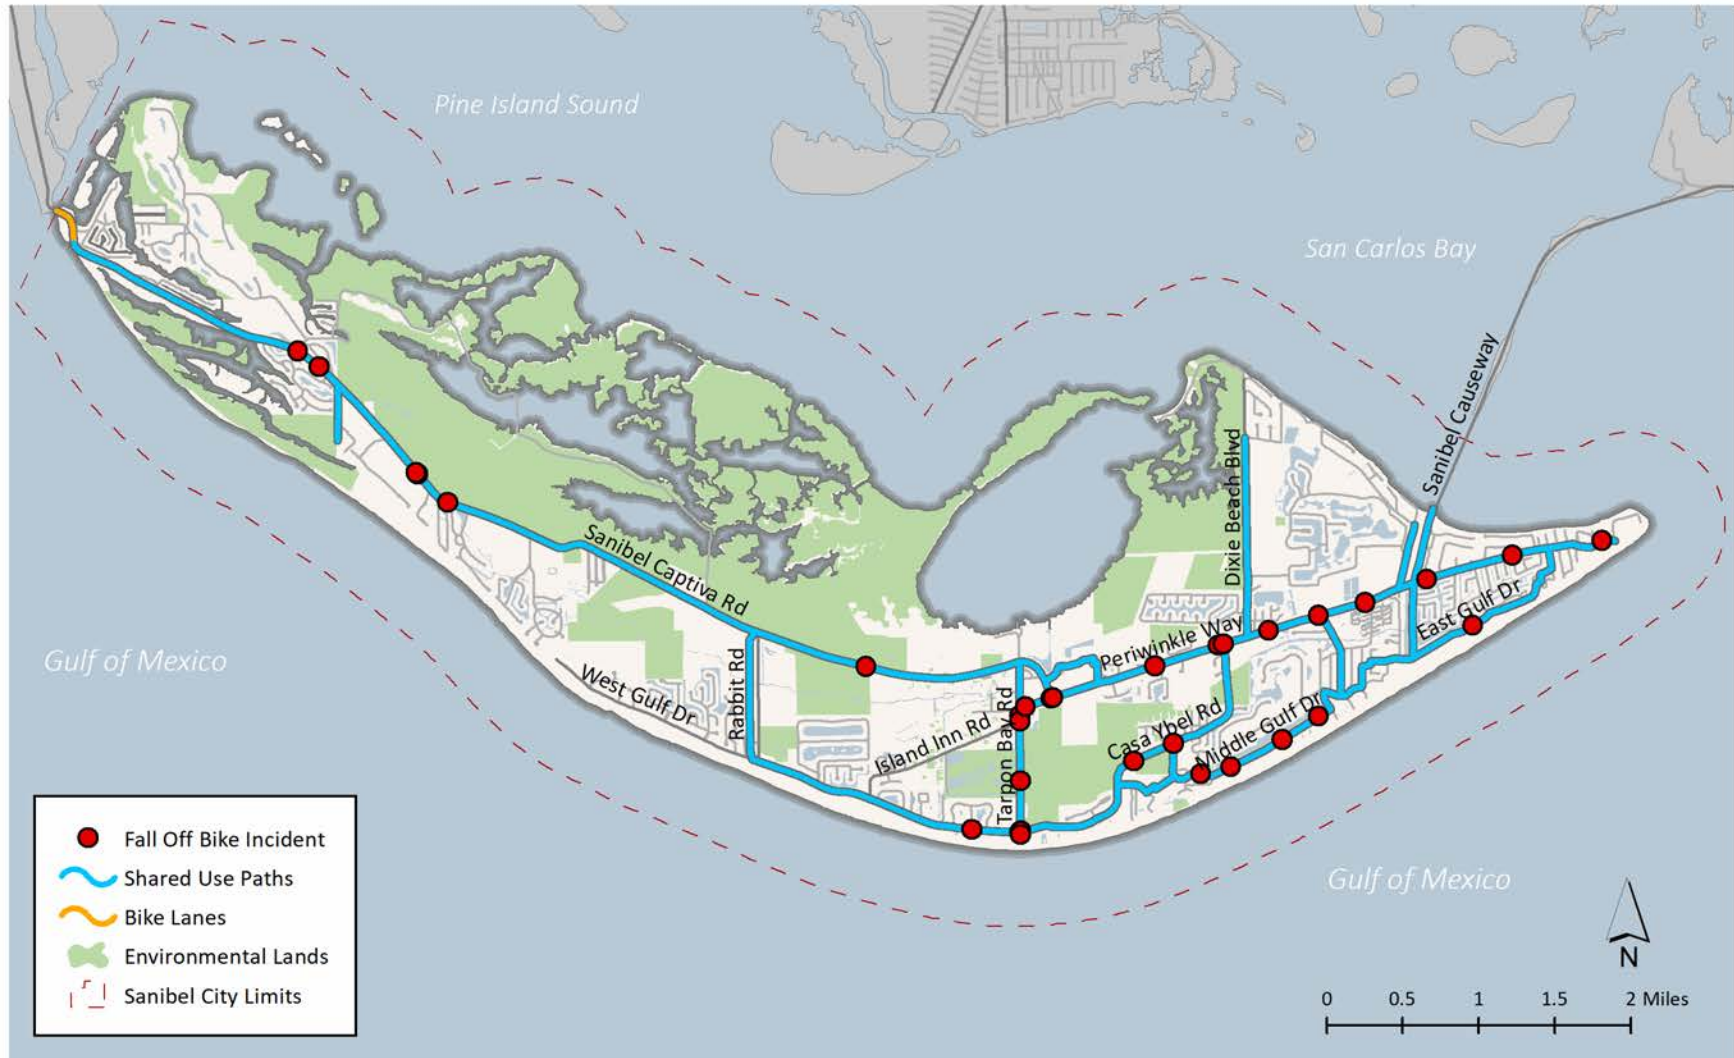 Pine Island Sound
San Carlos Bay
Sanibel Causeway
Dixie Beach Blvd
Sanibel Captiva Rd
East Gulf Dr
Periwinkle Way
Gulf of Mexico
West Gulf Dr
Rabbit Rd
Tarpon Bay Rd
Island Inn Rd
Casa Ybel Rd
Middle Gulf Dr
Gulf of Mexico
Fall Off Bike Incident
Shared Use Paths
Bike Lanes
Environmental Lands
Sanibel City Limits
N
0 0.5 1 1.5 2 Miles